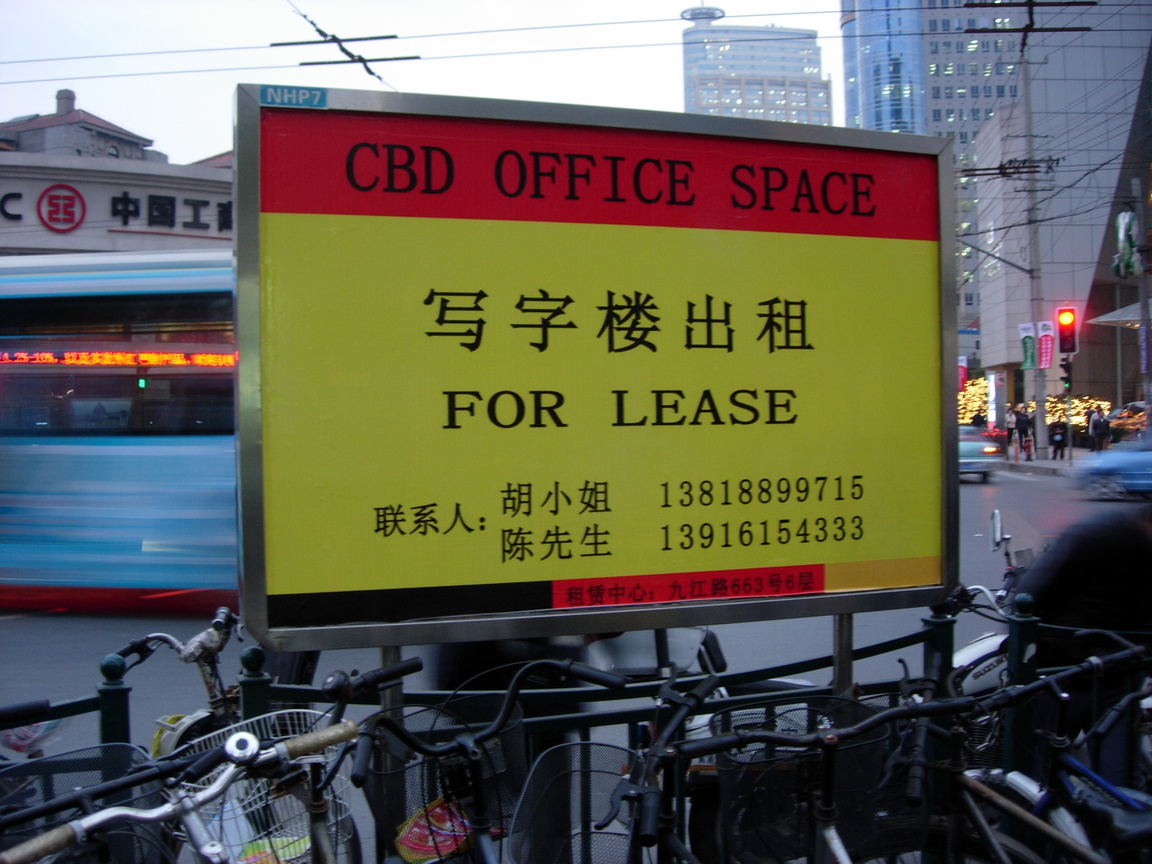 NHP7
CBD OFFICE SPACE
写字楼出租
FOR LEASE
联系人:
胡小姐 13818899715
陈先生 13916154333
租赁中心: 九江路663号6层
C 中国工商
SUZUKI